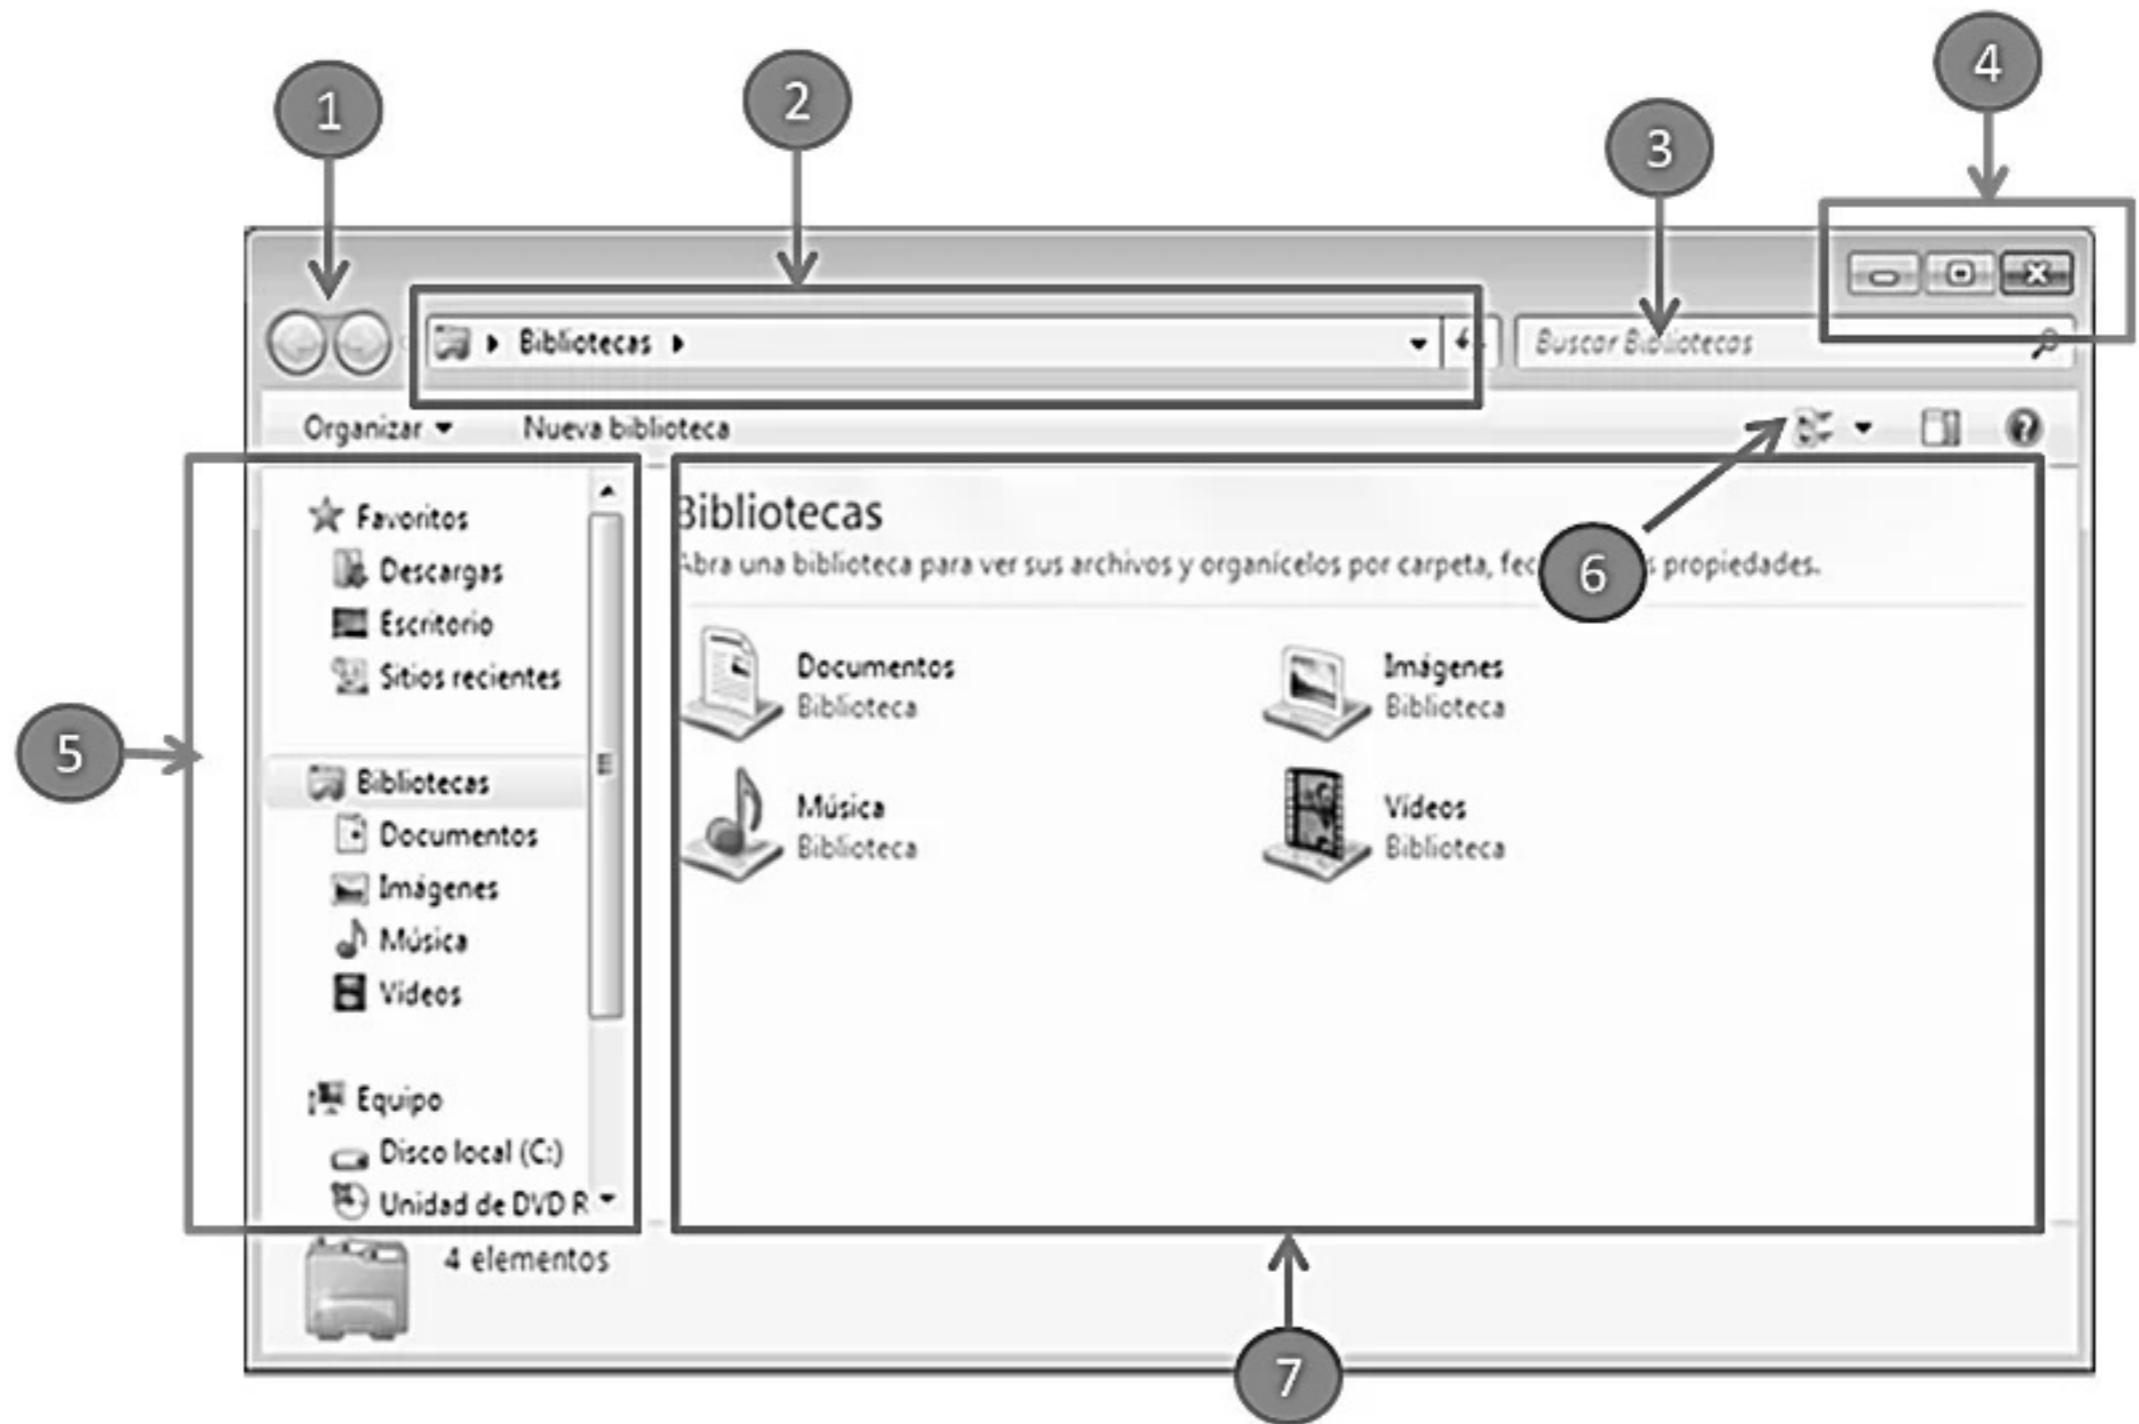 1
2
3
4
Bibliotecas
Buscar Bibliotecas
Organizar
Nueva biblioteca
Favoritos
Descargas
Escritorio
Sitios recientes
Bibliotecas
Documentos
Imágenes
Música
Vídeos
Equipo
Disco local (C:)
Unidad de DVD R
5
Bibliotecas
Abra una biblioteca para ver sus archivos y organícelos por carpeta, propiedades.
6
Documentos
Biblioteca
Imágenes
Biblioteca
Música
Biblioteca
Vídeos
Biblioteca
4 elementos
7